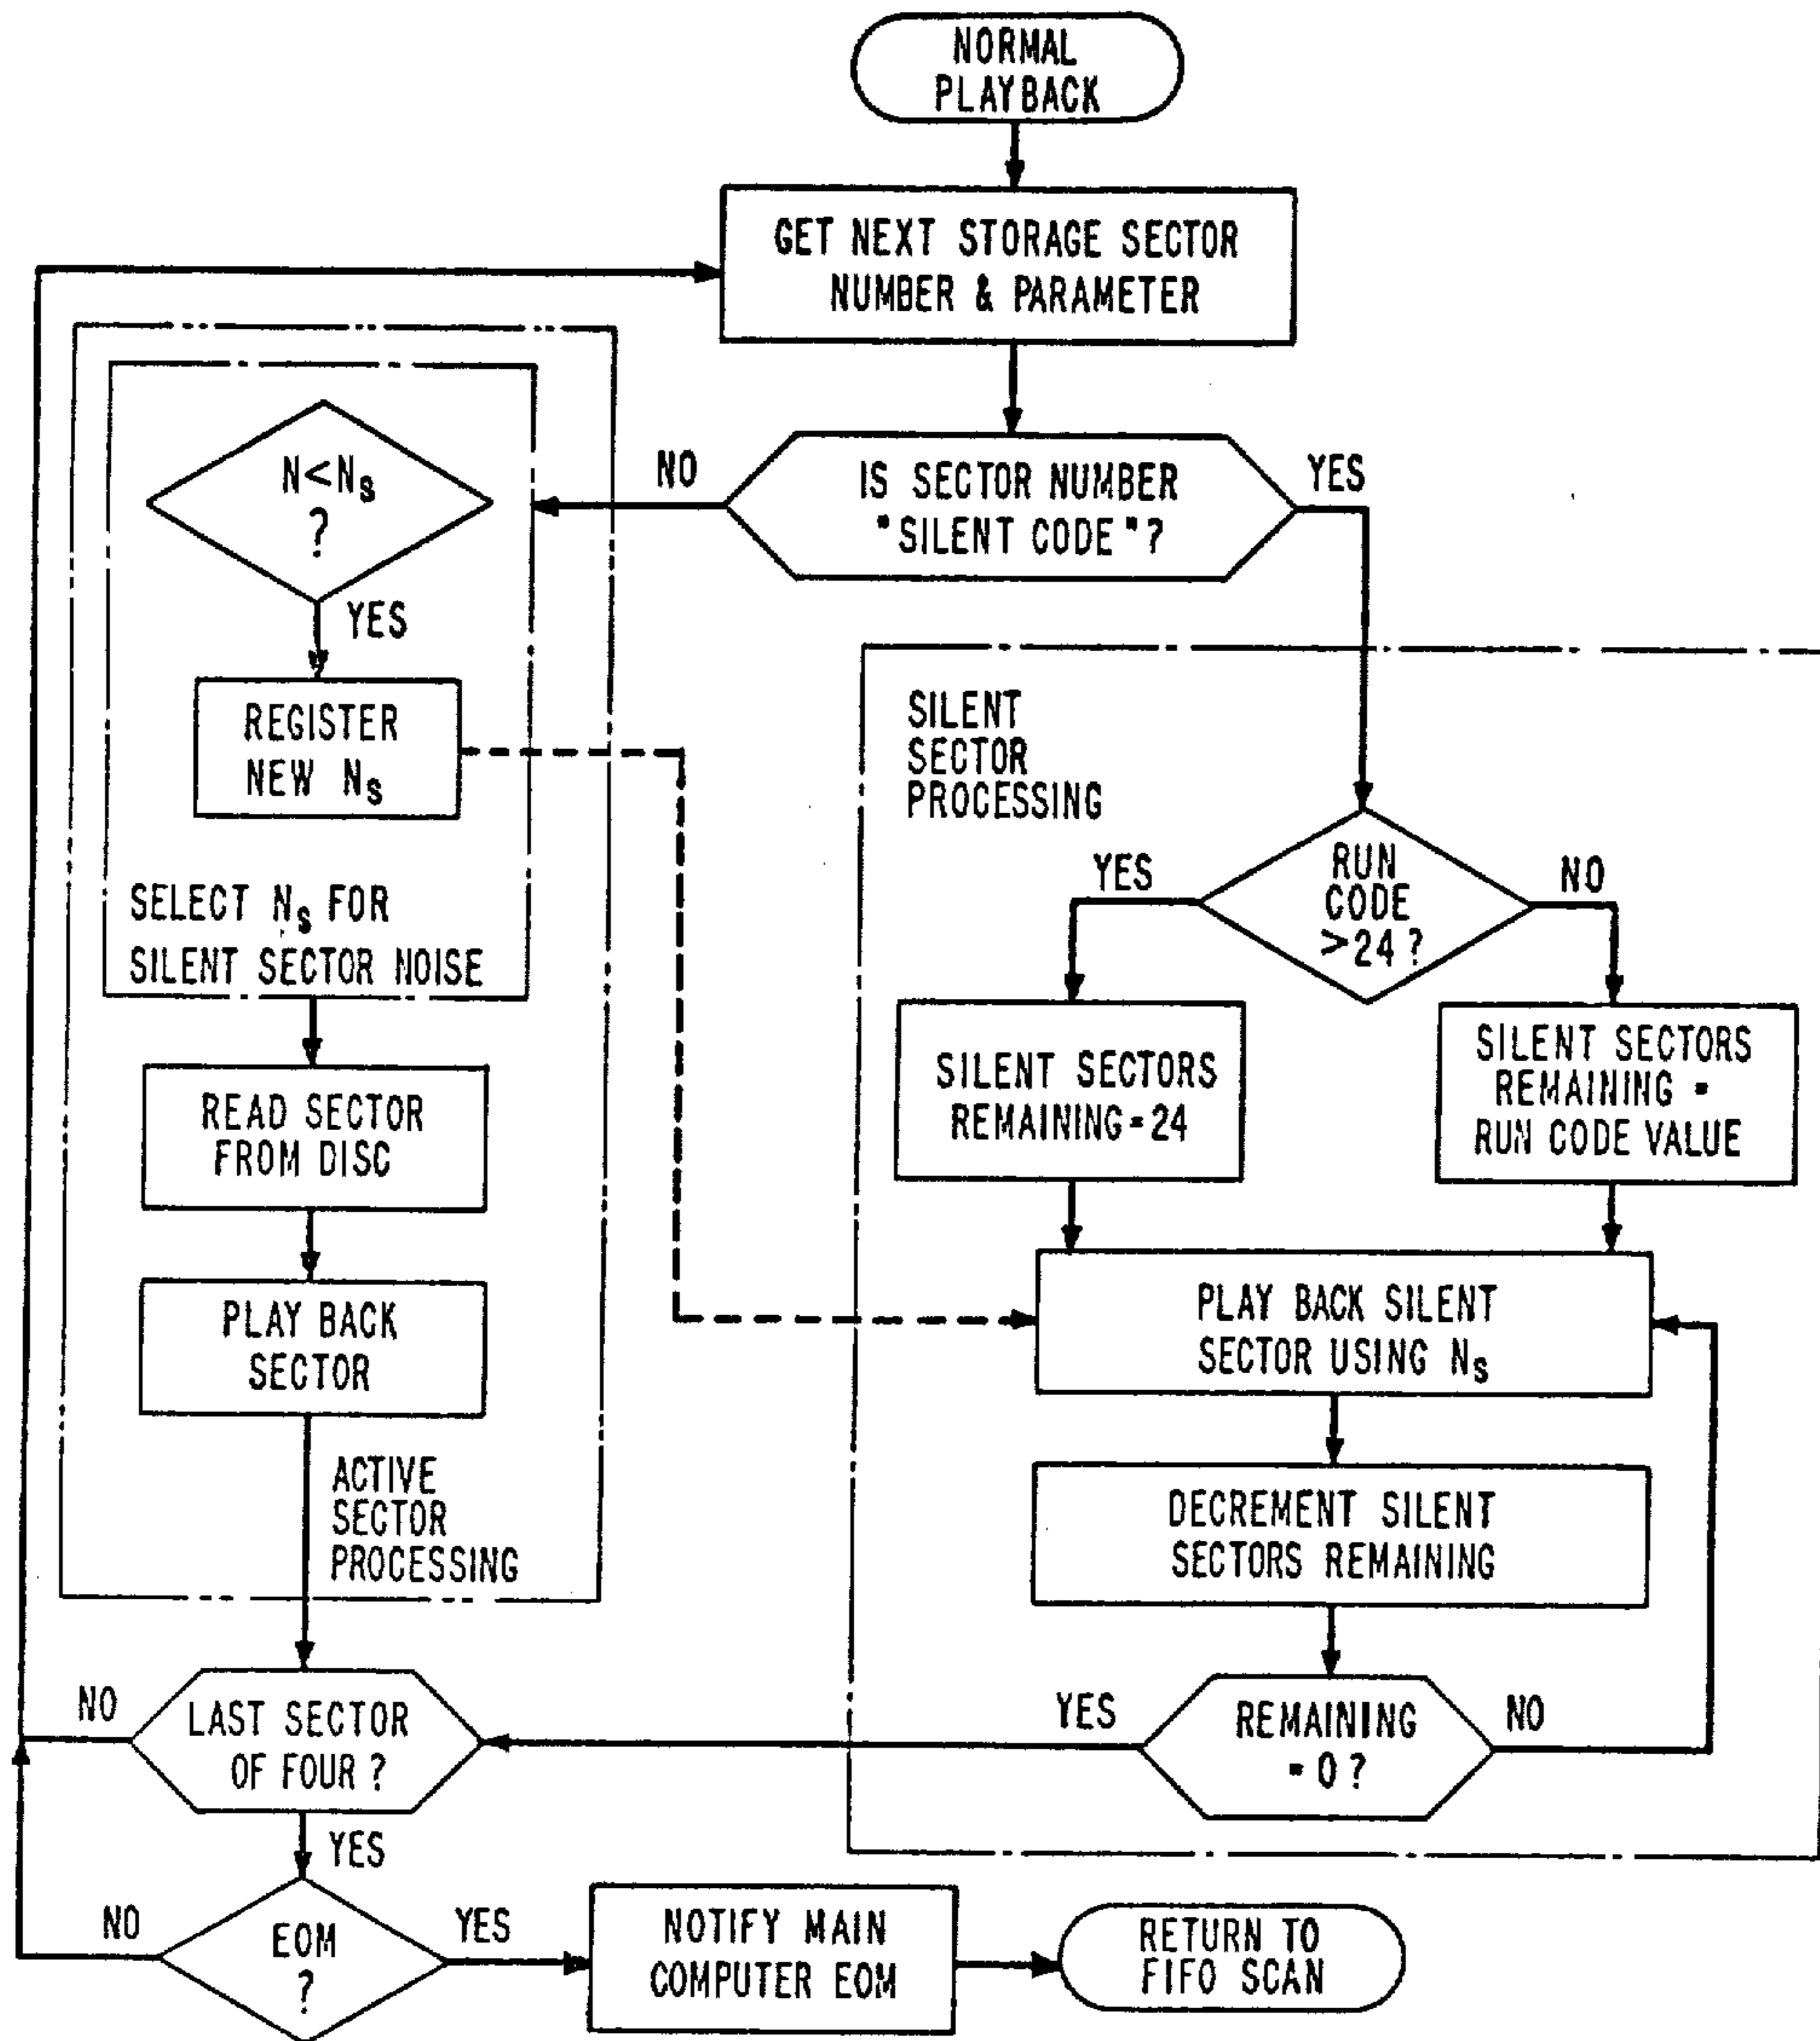 NORMAL
PLAYBACK
GET NEXT STORAGE SECTOR
NUMBER & PARAMETER
IS SECTOR NUMBER
"SILENT CODE"?
NO
YES
N<Ns
?
YES
REGISTER
NEW Ns
SELECT Ns FOR
SILENT SECTOR NOISE
READ SECTOR
FROM DISC
PLAY BACK
SECTOR
ACTIVE
SECTOR
PROCESSING
SILENT
SECTOR
PROCESSING
RUN
CODE
>24?
YES
NO
SILENT SECTORS
REMAINING=24
SILENT SECTORS
REMAINING =
RUN CODE VALUE
PLAY BACK SILENT
SECTOR USING Ns
DECREMENT SILENT
SECTORS REMAINING
REMAINING
=0?
YES
NO
LAST SECTOR
OF FOUR?
NO
YES
EOM
?
NO
YES
NOTIFY MAIN
COMPUTER EOM
RETURN TO
FIFO SCAN